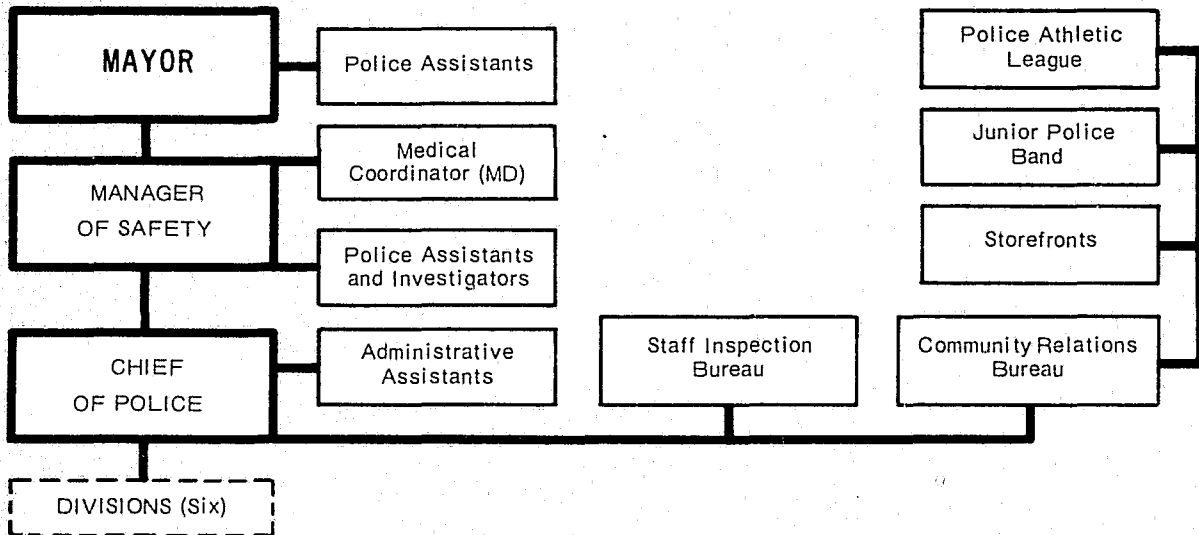 MAYOR
Police Assistants
Police Athletic
League
Medical
Coordinator (MD)
Junior Police
Band
MANAGER
OF SAFETY
Police Assistants
and Investigators
Storefronts
CHIEF
OF POLICE
Administrative
Assistants
Staff Inspection
Bureau
Community Relations
Bureau
DIVISIONS (Six)